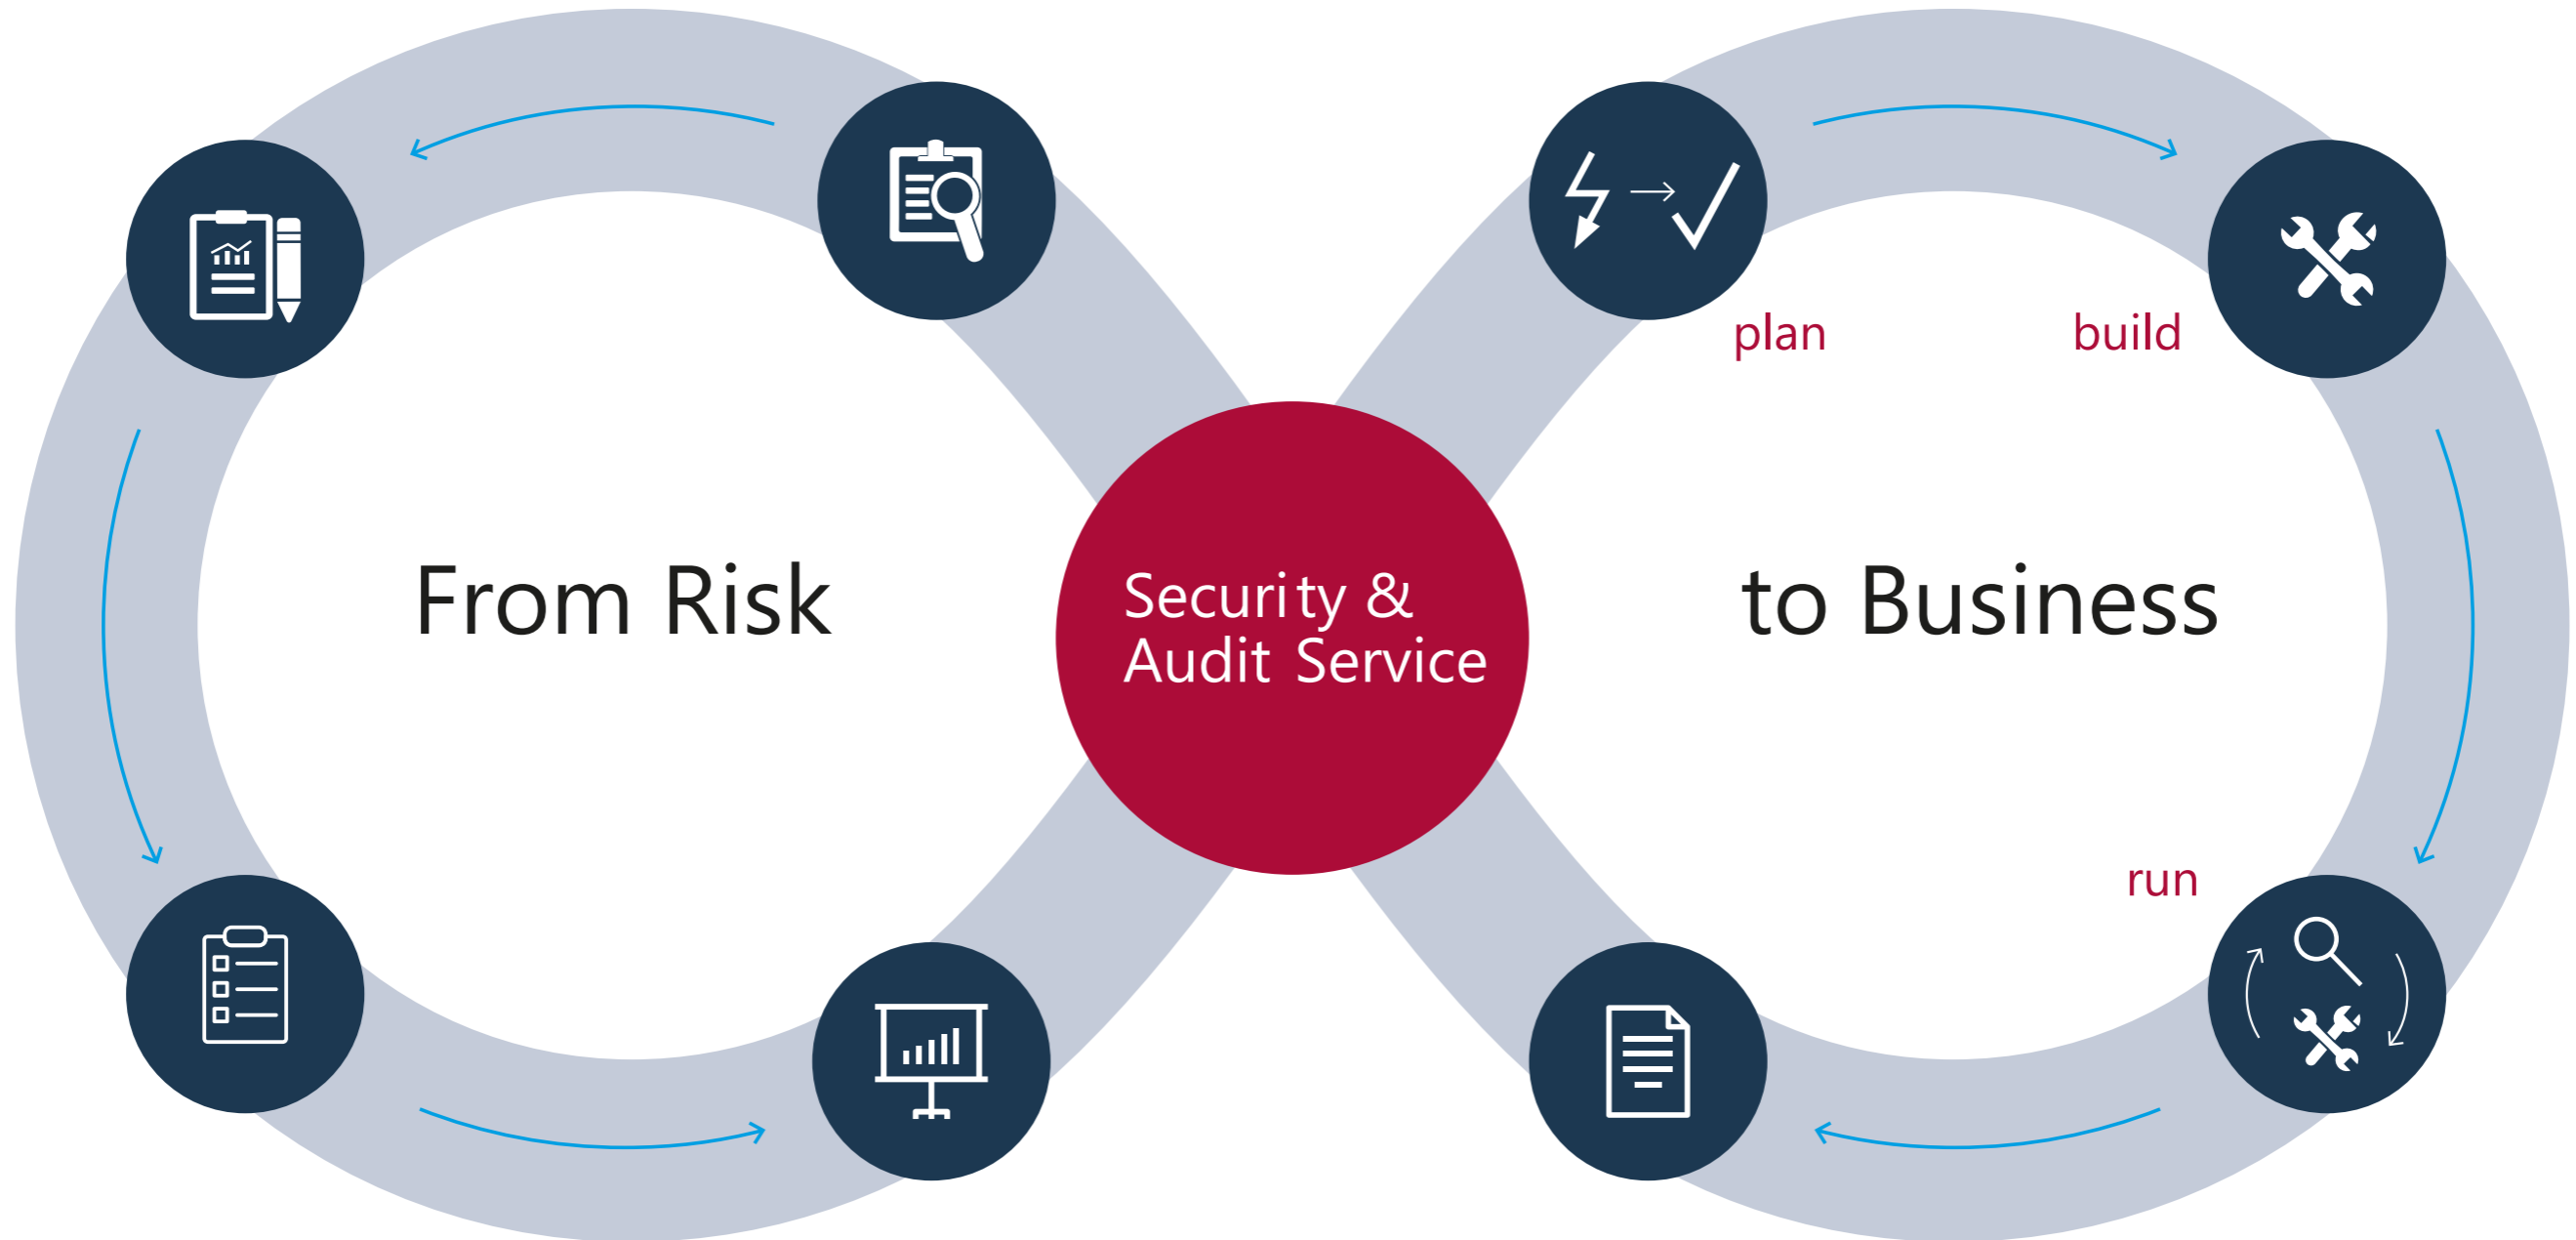 plan
build
From Risk
Security &
Audit Service
to Business
run